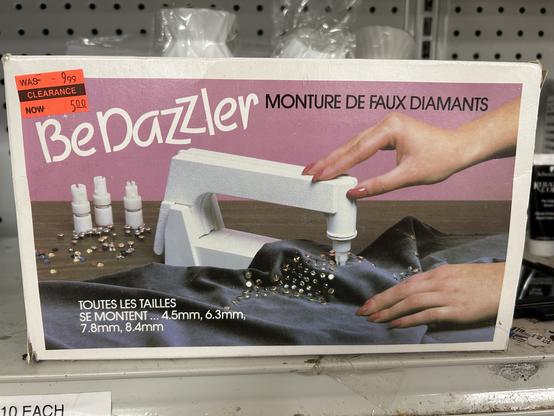 WAS- - 9.99
CLEARANCE
NOW- 5.00
BeDazzler
MONTURE DE FAUX DIAMANTS
TOUTES LES TAILLES
SE MONTENT ... 4.5mm, 6.3mm,
7.8mm, 8.4mm
10 EACH